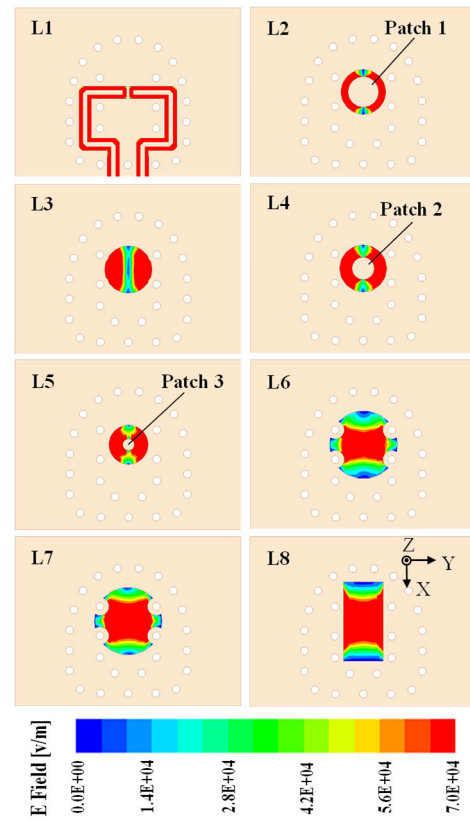 L1
L2
Patch 1
L3
L4
Patch 2
L5
Patch 3
L6
L7
L8
Z
Y
X
E Field [v/m]
0.0E+00
1.4E+04
2.8E+04
4.2E+04
5.6E+04
7.0E+04